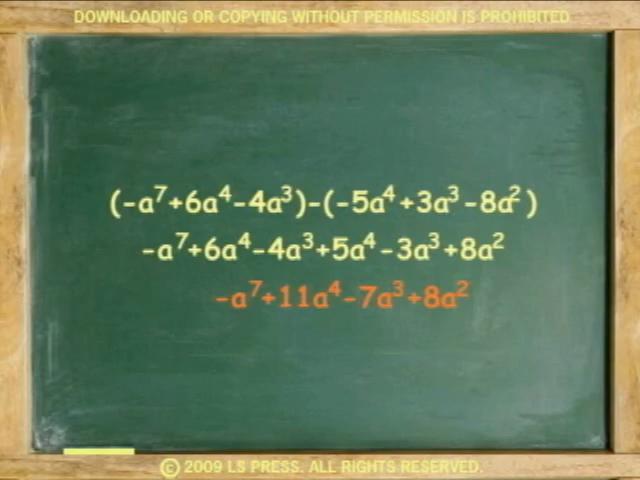 DOWNLOADING OR COPYING WITHOUT PERMISSION IS PROHIBITED
(-a⁷+6a⁴-4a³)-(-5a⁴+3a³-8a²)
-a⁷+6a⁴-4a³+5a⁴-3a³+8a²
-a⁷+11a⁴-7a³+8a²
© 2009 LS PRESS. ALL RIGHTS RESERVED.